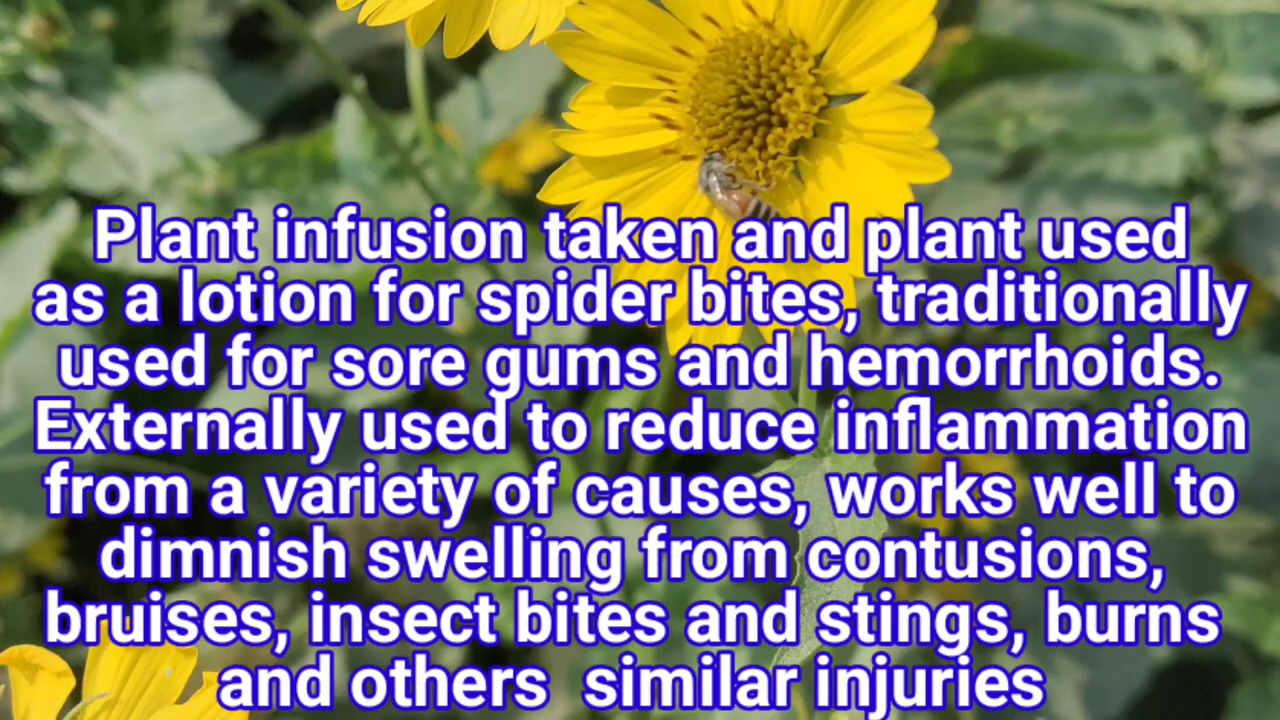 Plant infusion taken and plant used
as a lotion for spider bites, traditionally
used for sore gums and hemorrhoids.
Externally used to reduce inflammation
from a variety of causes, works well to
dimnish swelling from contusions,
bruises, insect bites and stings, burns
and others  similar injuries